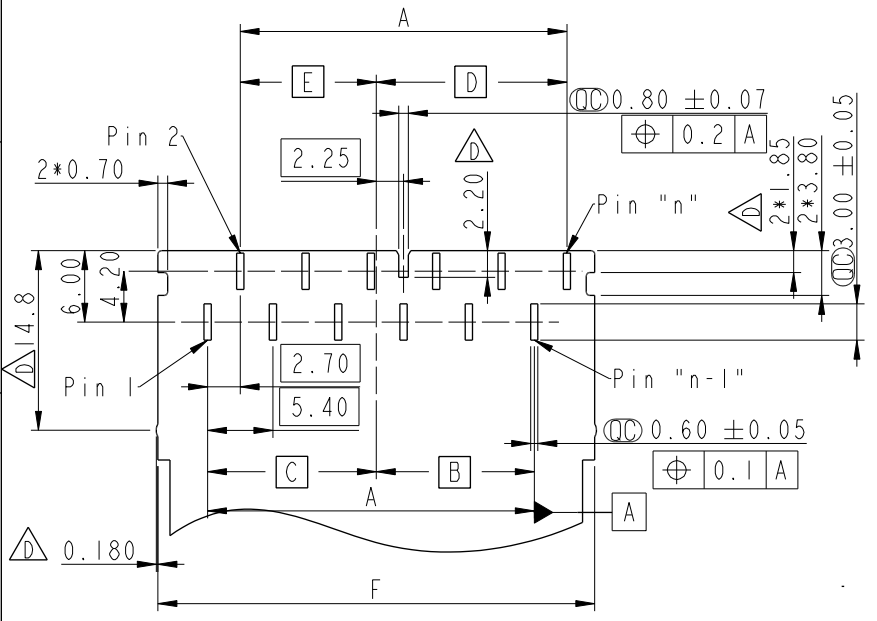 A
E
D
QC 0.80 ±0.07
⌖ 0.2 A
Pin 2
2.25
D
2*0.70
2.20
Pin "n"
D
2*1.85
2*3.80
QC 3.00 ±0.05
6.00
4.20
D 14.8
2.70
Pin 1
5.40
Pin "n-1"
QC 0.60 ±0.05
⌖ 0.1 A
C
B
A
A
D 0.180
F